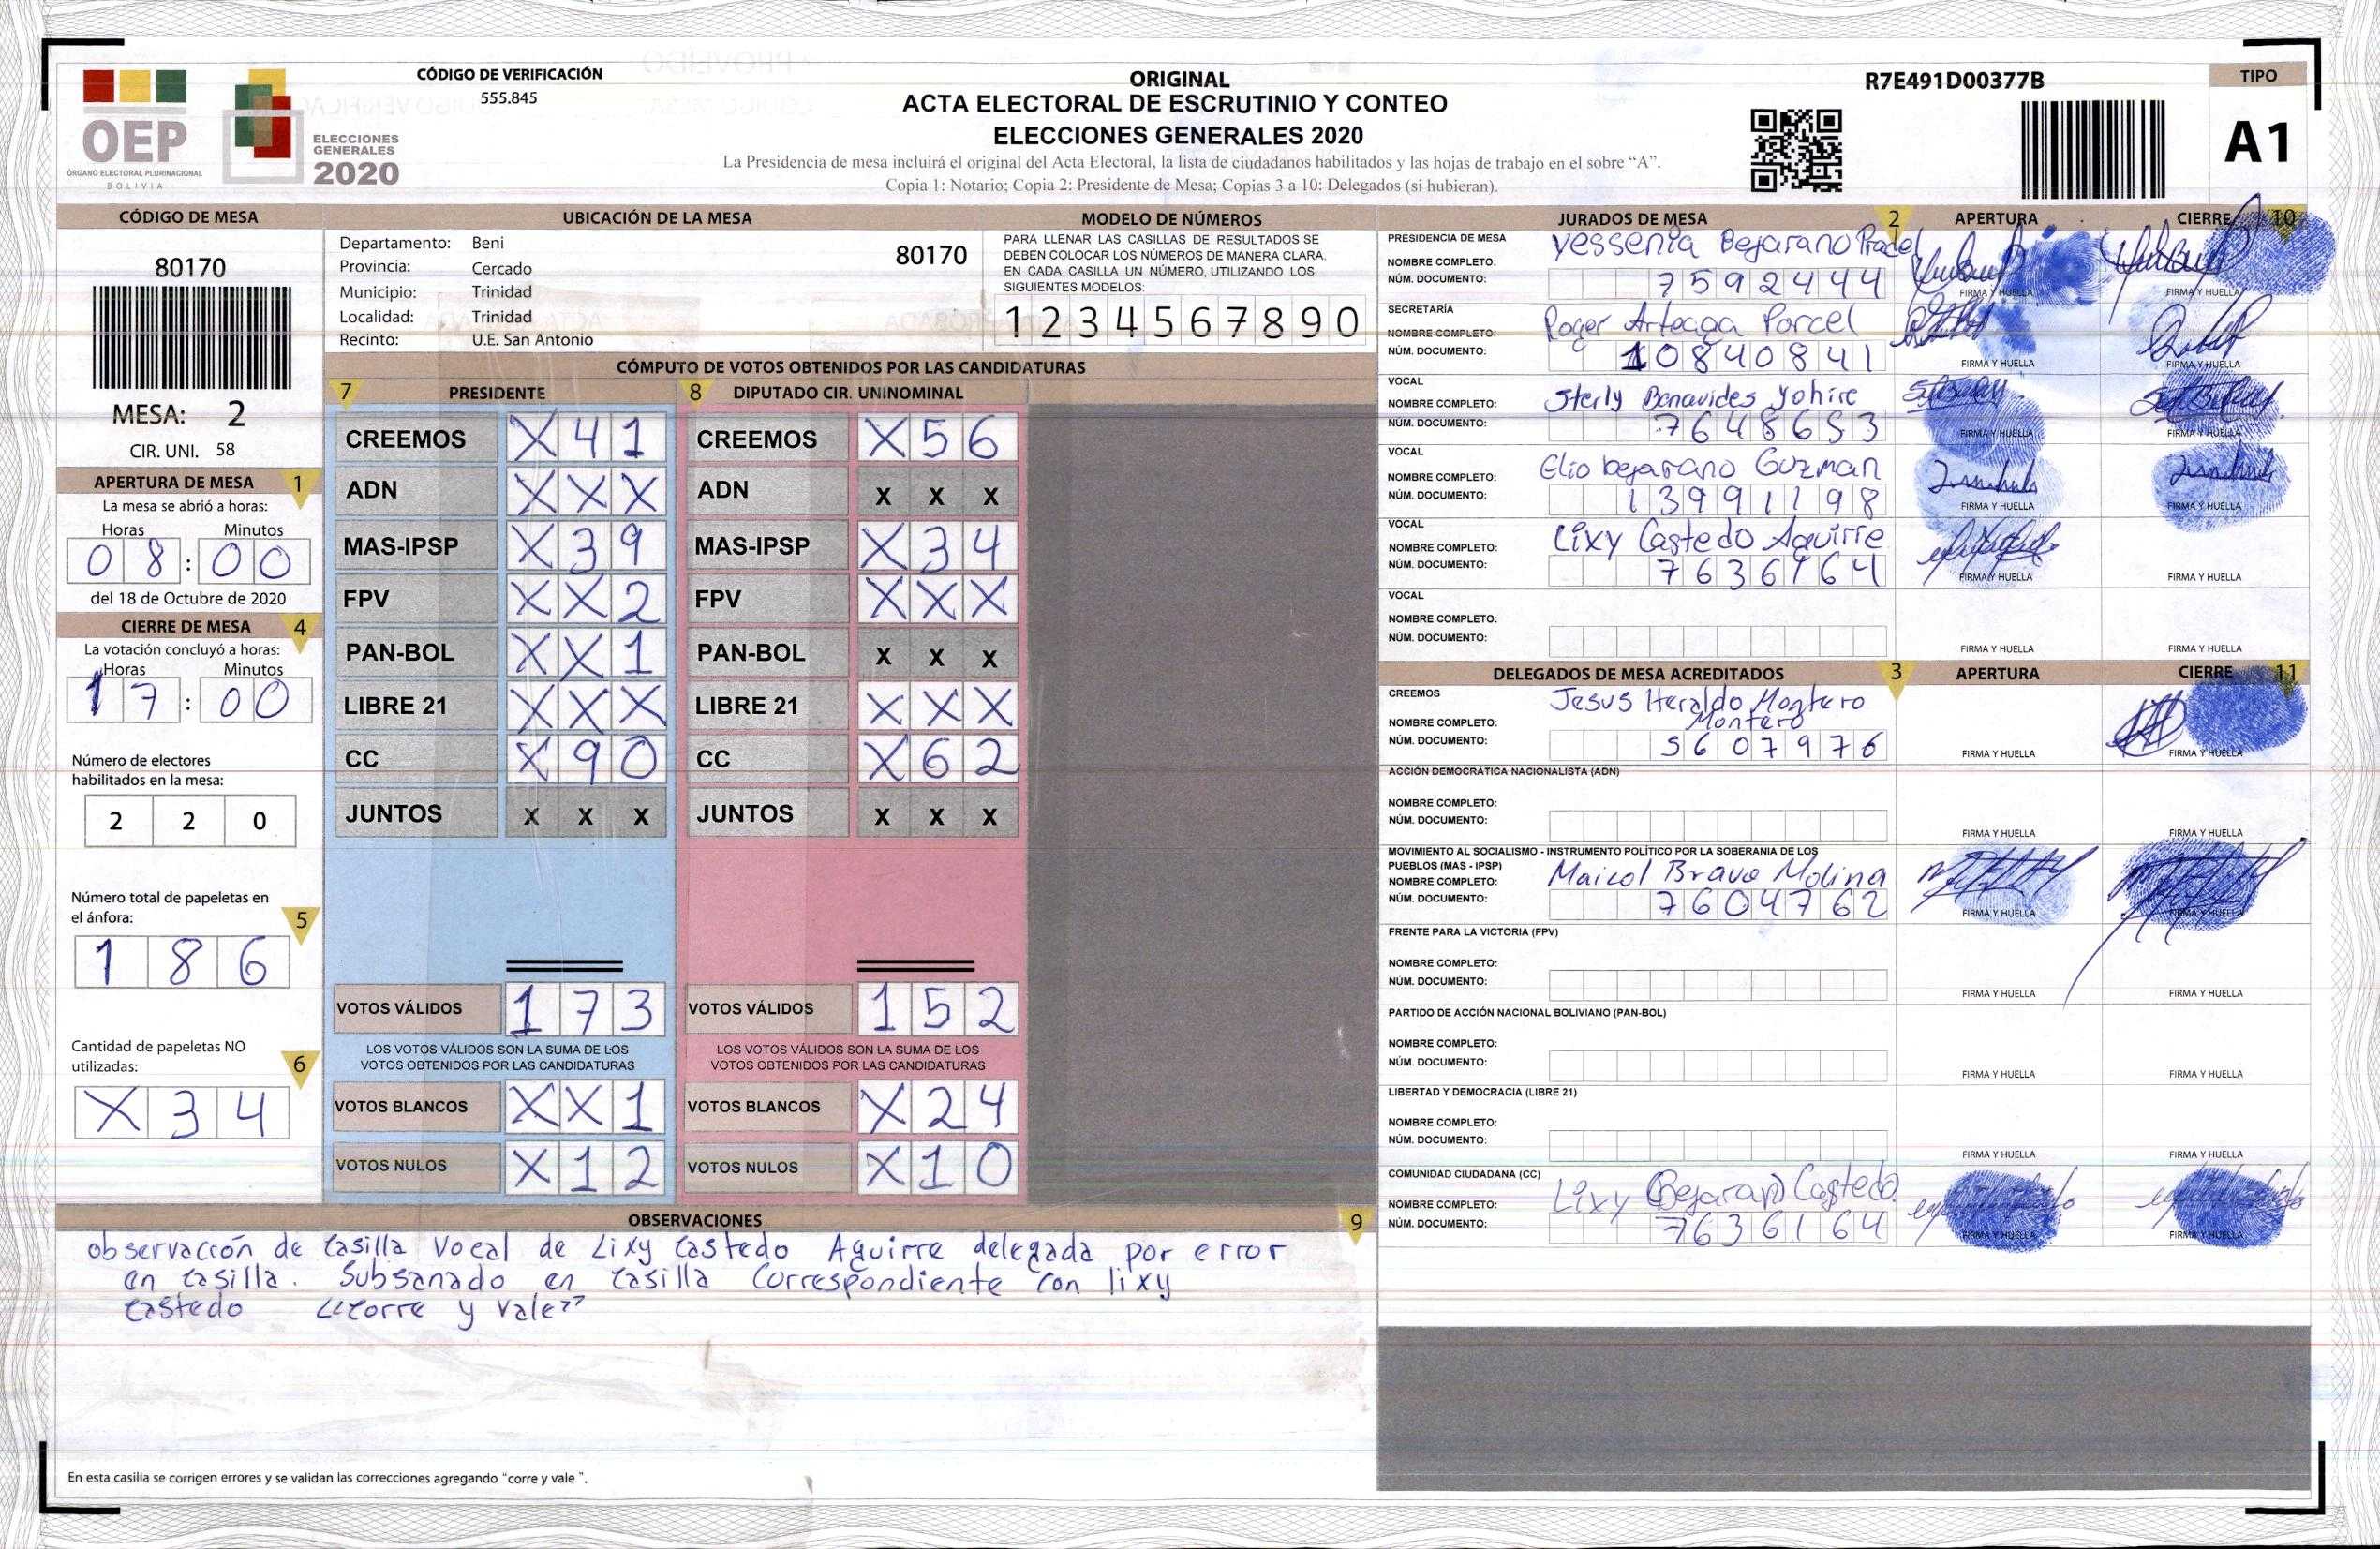 CÓDIGO DE VERIFICACIÓN
555.845
OEP
ÓRGANO ELECTORAL PLURINACIONAL
BOLIVIA
ELECCIONES
GENERALES
2020
ORIGINAL
ACTA ELECTORAL DE ESCRUTINIO Y CONTEO
ELECCIONES GENERALES 2020
La Presidencia de mesa incluirá el original del Acta Electoral, la lista de ciudadanos habilitados y las hojas de trabajo en el sobre “A”.
Copia 1: Notario; Copia 2: Presidente de Mesa; Copias 3 a 10: Delegados (si hubieran).
R7E491D00377B
TIPO
A1
CÓDIGO DE MESA
80170
MESA: 2
CIR. UNI. 58
APERTURA DE MESA 1
La mesa se abrió a horas:
Horas Minutos
08:00
del 18 de Octubre de 2020
CIERRE DE MESA 4
La votación concluyó a horas:
Horas Minutos
17:00
Número de electores
habilitados en la mesa:
2 2 0
Número total de papeletas en
el ánfora: 5
1 8 6
Cantidad de papeletas NO
utilizadas: 6
X 3 4
UBICACIÓN DE LA MESA
Departamento: Beni 80170
Provincia: Cercado
Municipio: Trinidad
Localidad: Trinidad
Recinto: U.E. San Antonio
MODELO DE NÚMEROS
PARA LLENAR LAS CASILLAS DE RESULTADOS SE
DEBEN COLOCAR LOS NÚMEROS DE MANERA CLARA.
EN CADA CASILLA UN NÚMERO, UTILIZANDO LOS
SIGUIENTES MODELOS:
1 2 3 4 5 6 7 8 9 0
CÓMPUTO DE VOTOS OBTENIDOS POR LAS CANDIDATURAS
7 PRESIDENTE 8 DIPUTADO CIR. UNINOMINAL
CREEMOS X 4 1 CREEMOS X 5 6
ADN X X X ADN X X X
MAS-IPSP X 3 9 MAS-IPSP X 3 4
FPV X X 2 FPV X X X
PAN-BOL X X 1 PAN-BOL X X X
LIBRE 21 X X X LIBRE 21 X X X
CC X 9 0 CC X 6 2
JUNTOS X X X JUNTOS X X X
VOTOS VÁLIDOS 1 7 3 VOTOS VÁLIDOS 1 5 2
LOS VOTOS VÁLIDOS SON LA SUMA DE LOS LOS VOTOS VÁLIDOS SON LA SUMA DE LOS
VOTOS OBTENIDOS POR LAS CANDIDATURAS VOTOS OBTENIDOS POR LAS CANDIDATURAS
VOTOS BLANCOS X X 1 VOTOS BLANCOS X 2 4
VOTOS NULOS X 1 2 VOTOS NULOS X 1 0
OBSERVACIONES 9
observación de casilla vocal de Lixy Castedo Aguirre delegada por error
en casilla. Subsanado en casilla correspondiente con lixy
castedo “corre y vale”
En esta casilla se corrigen errores y se validan las correcciones agregando “corre y vale ”.
JURADOS DE MESA 2 APERTURA CIERRE 10
PRESIDENCIA DE MESA
NOMBRE COMPLETO: Yessenia Bejarano Pradel
NÚM. DOCUMENTO: 7592444
FIRMA Y HUELLA FIRMA Y HUELLA
SECRETARÍA
NOMBRE COMPLETO: Roger Arteaga Porcel
NÚM. DOCUMENTO: 10840841
FIRMA Y HUELLA FIRMA Y HUELLA
VOCAL
NOMBRE COMPLETO: Sterly Benavides Yohire
NÚM. DOCUMENTO: 7648653
FIRMA Y HUELLA FIRMA Y HUELLA
VOCAL
NOMBRE COMPLETO: Elio bejarano Guzman
NÚM. DOCUMENTO: 13991198
FIRMA Y HUELLA FIRMA Y HUELLA
VOCAL
NOMBRE COMPLETO: Lixy Castedo Aguirre
NÚM. DOCUMENTO: 7636164
FIRMA Y HUELLA FIRMA Y HUELLA
VOCAL
NOMBRE COMPLETO:
NÚM. DOCUMENTO:
FIRMA Y HUELLA FIRMA Y HUELLA
DELEGADOS DE MESA ACREDITADOS 3 APERTURA CIERRE 11
CREEMOS
NOMBRE COMPLETO: Jesus Heraldo Montero
Montero
NÚM. DOCUMENTO: 5607976
FIRMA Y HUELLA FIRMA Y HUELLA
ACCIÓN DEMOCRÁTICA NACIONALISTA (ADN)
NOMBRE COMPLETO:
NÚM. DOCUMENTO:
FIRMA Y HUELLA FIRMA Y HUELLA
MOVIMIENTO AL SOCIALISMO - INSTRUMENTO POLÍTICO POR LA SOBERANIA DE LOS
PUEBLOS (MAS - IPSP)
NOMBRE COMPLETO: Maicol Bravo Molina
NÚM. DOCUMENTO: 7604762
FIRMA Y HUELLA FIRMA Y HUELLA
FRENTE PARA LA VICTORIA (FPV)
NOMBRE COMPLETO:
NÚM. DOCUMENTO:
FIRMA Y HUELLA FIRMA Y HUELLA
PARTIDO DE ACCIÓN NACIONAL BOLIVIANO (PAN-BOL)
NOMBRE COMPLETO:
NÚM. DOCUMENTO:
FIRMA Y HUELLA FIRMA Y HUELLA
LIBERTAD Y DEMOCRACIA (LIBRE 21)
NOMBRE COMPLETO:
NÚM. DOCUMENTO:
FIRMA Y HUELLA FIRMA Y HUELLA
COMUNIDAD CIUDADANA (CC)
NOMBRE COMPLETO: Lixy Bejarano Castedo
NÚM. DOCUMENTO: 7636164
FIRMA Y HUELLA FIRMA Y HUELLA